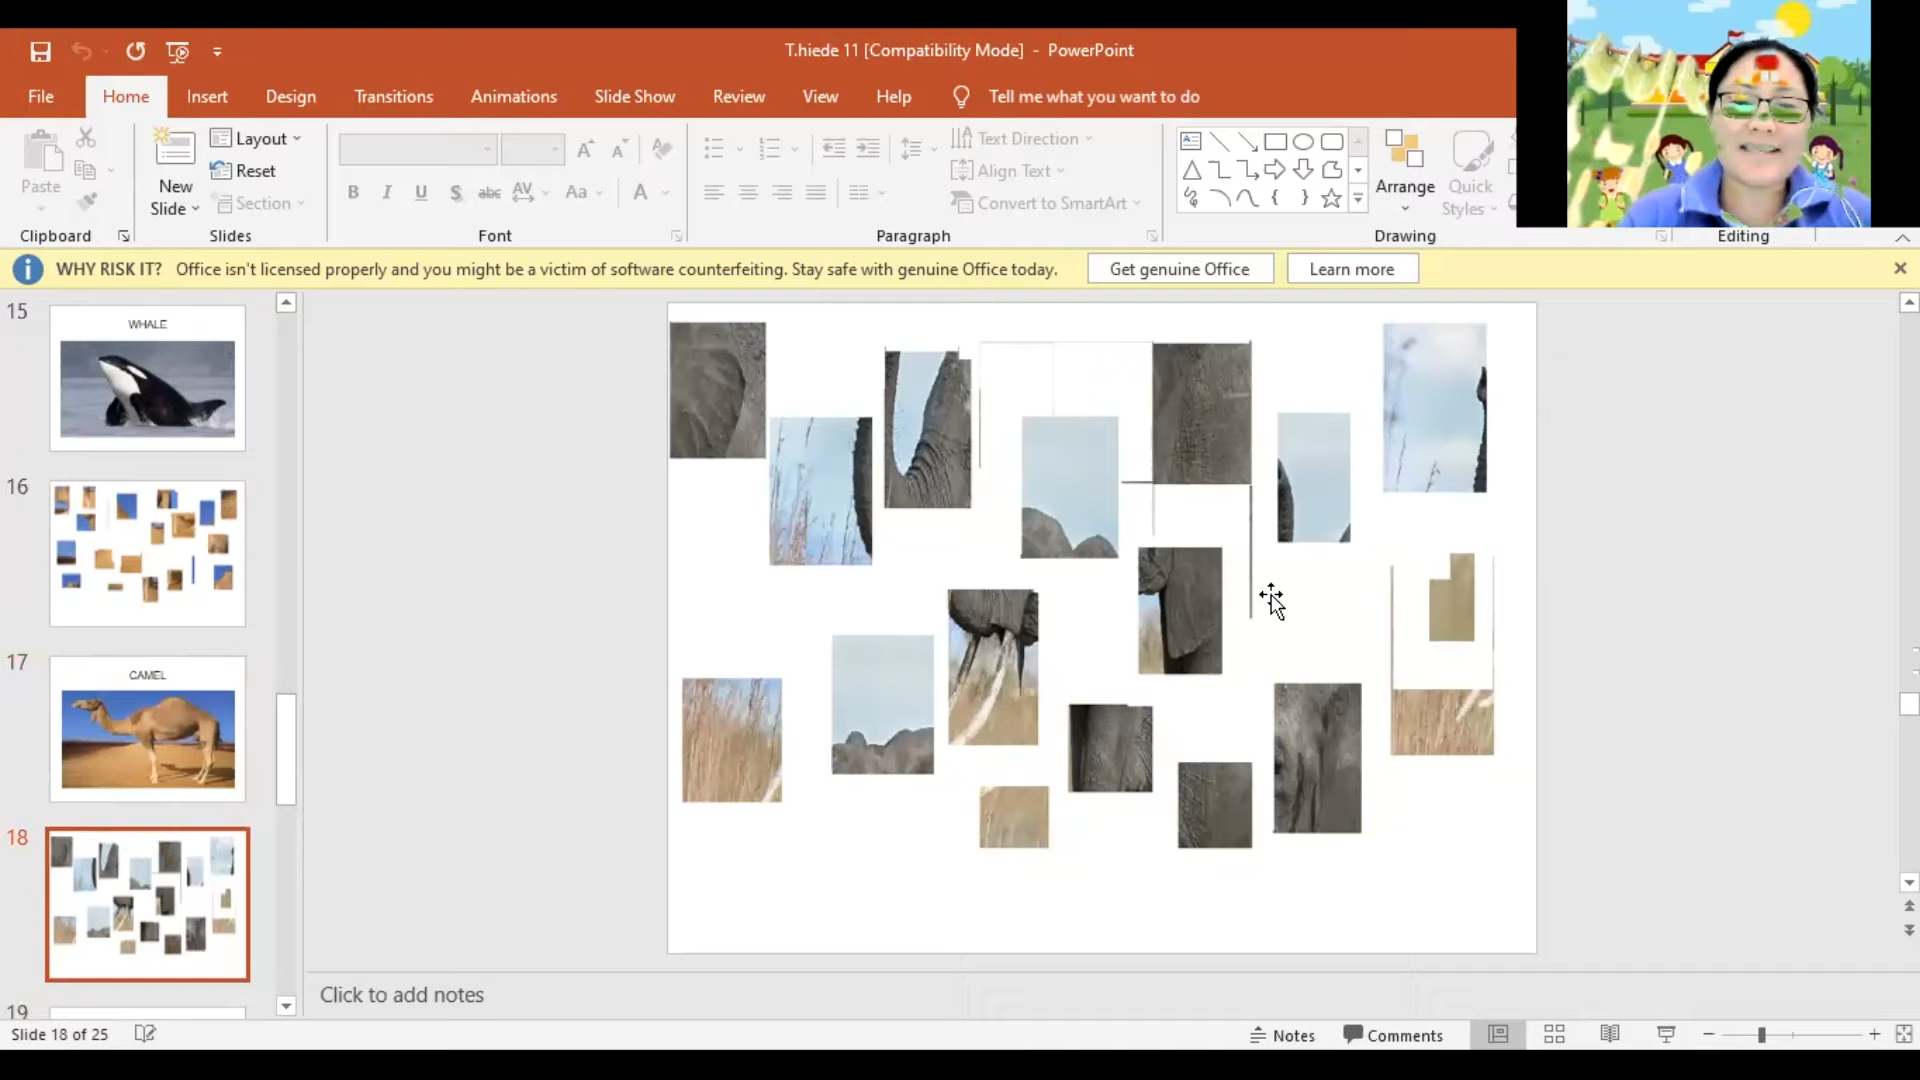 T.hiede 11 [Compatibility Mode] - PowerPoint
File Home Insert Design Transitions Animations Slide Show Review View Help Tell me what you want to do
Paste
Clipboard
New Slide
Layout
Reset
Section
Slides
B I U S abc AV Aa A
Font
Text Direction
Align Text
Convert to SmartArt
Paragraph
Arrange
Quick Styles
Drawing
Editing
WHY RISK IT? Office isn't licensed properly and you might be a victim of software counterfeiting. Stay safe with genuine Office today. Get genuine Office Learn more
15
WHALE
16
17
CAMEL
18
19
Click to add notes
Slide 18 of 25 Notes Comments